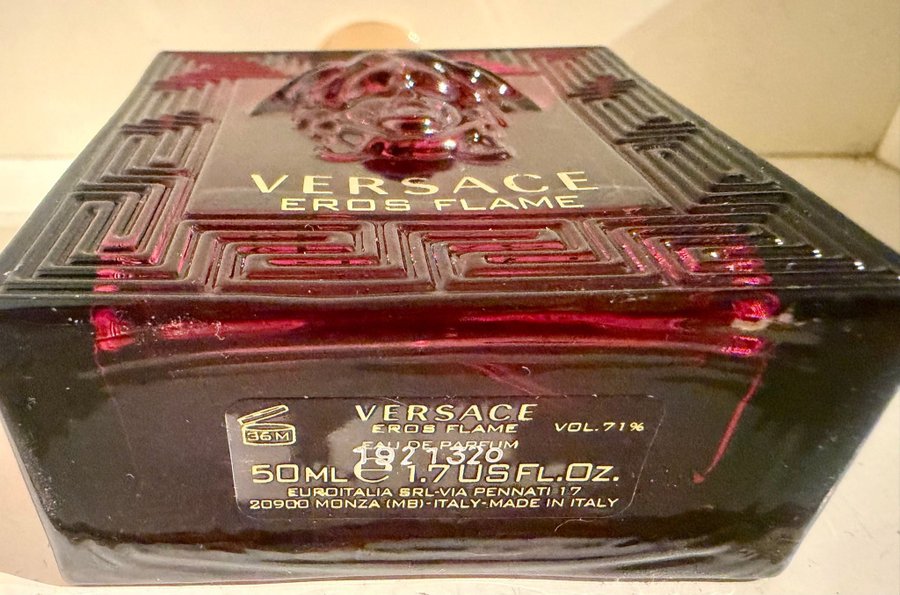 VERSACE
EROS FLAME
36M
VERSACE
EROS FLAME
VOL.71%
EAU DE PARFUM
50ML e 1.7 US FL.OZ.
EUROITALIA SRL-VIA PENNATI 17
20900 MONZA (MB)-ITALY-MADE IN ITALY